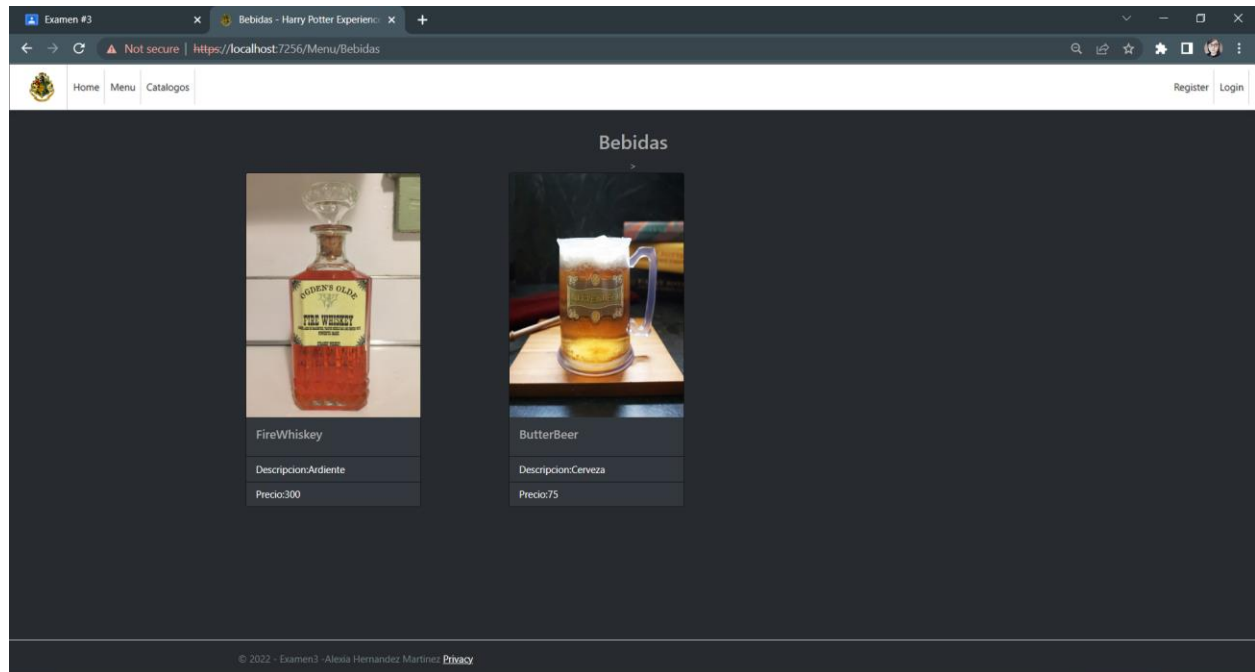 Examen #3
Bebidas - Harry Potter Experienc
Not secure | https://localhost:7256/Menu/Bebidas
Home Menu Catalogos Register Login
Bebidas
>
OGDEN'S OLDE
FIRE WHISKEY
FireWhiskey
Descripcion:Ardiente
Precio:300
ButterBeer
Descripcion:Cerveza
Precio:75
© 2022 - Examen3 -Alexia Hernandez Martinez Privacy